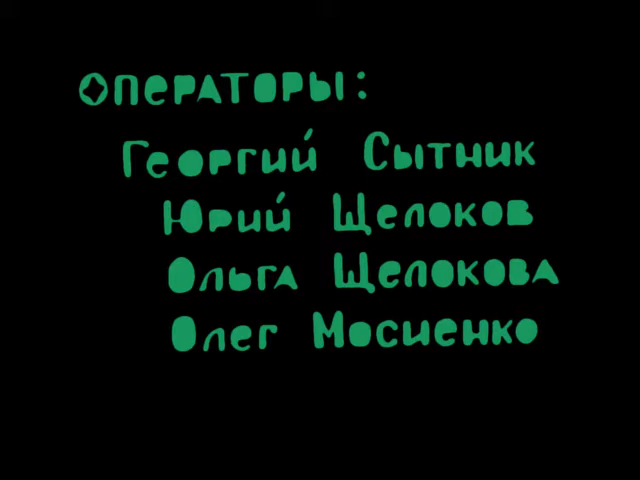 Операторы:
Георгий Сытник
Юрий Щелоков
Ольга Щелокова
Олег Мосиенко